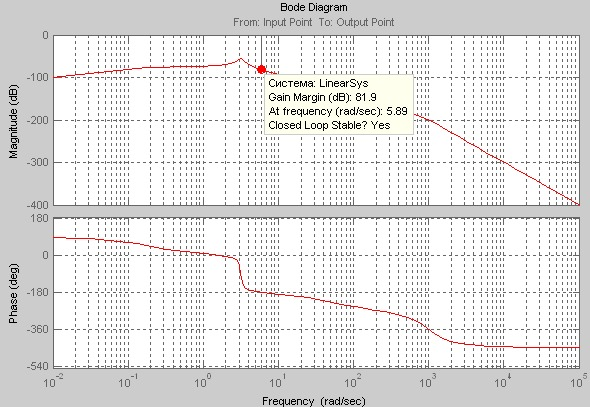 Bode Diagram
From: Input Point To: Output Point
0
-100
-200
-300
-400
Magnitude (dB)
Система: LinearSys
Gain Margin (dB): 81.9
At frequency (rad/sec): 5.89
Closed Loop Stable? Yes
180
0
-180
-360
-540
Phase (deg)
10^-2
10^-1
10^0
10^1
10^2
10^3
10^4
10^5
Frequency (rad/sec)